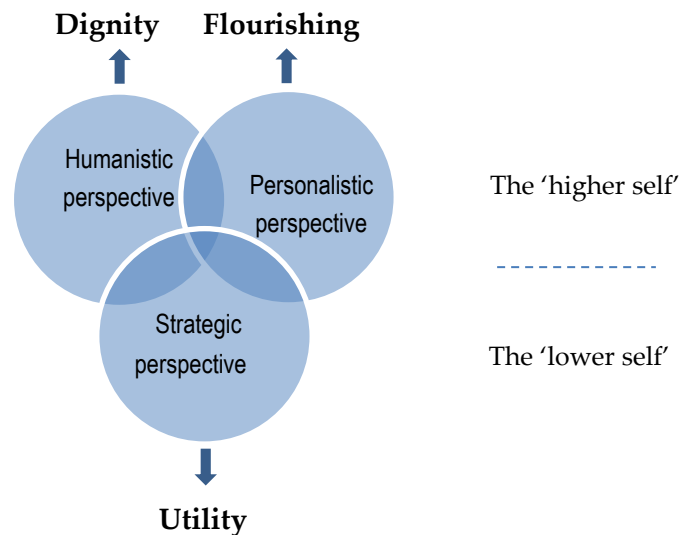 Dignity Flourishing
Humanistic
perspective
Personalistic
perspective
The ‘higher self’
Strategic
perspective
The ‘lower self’
Utility